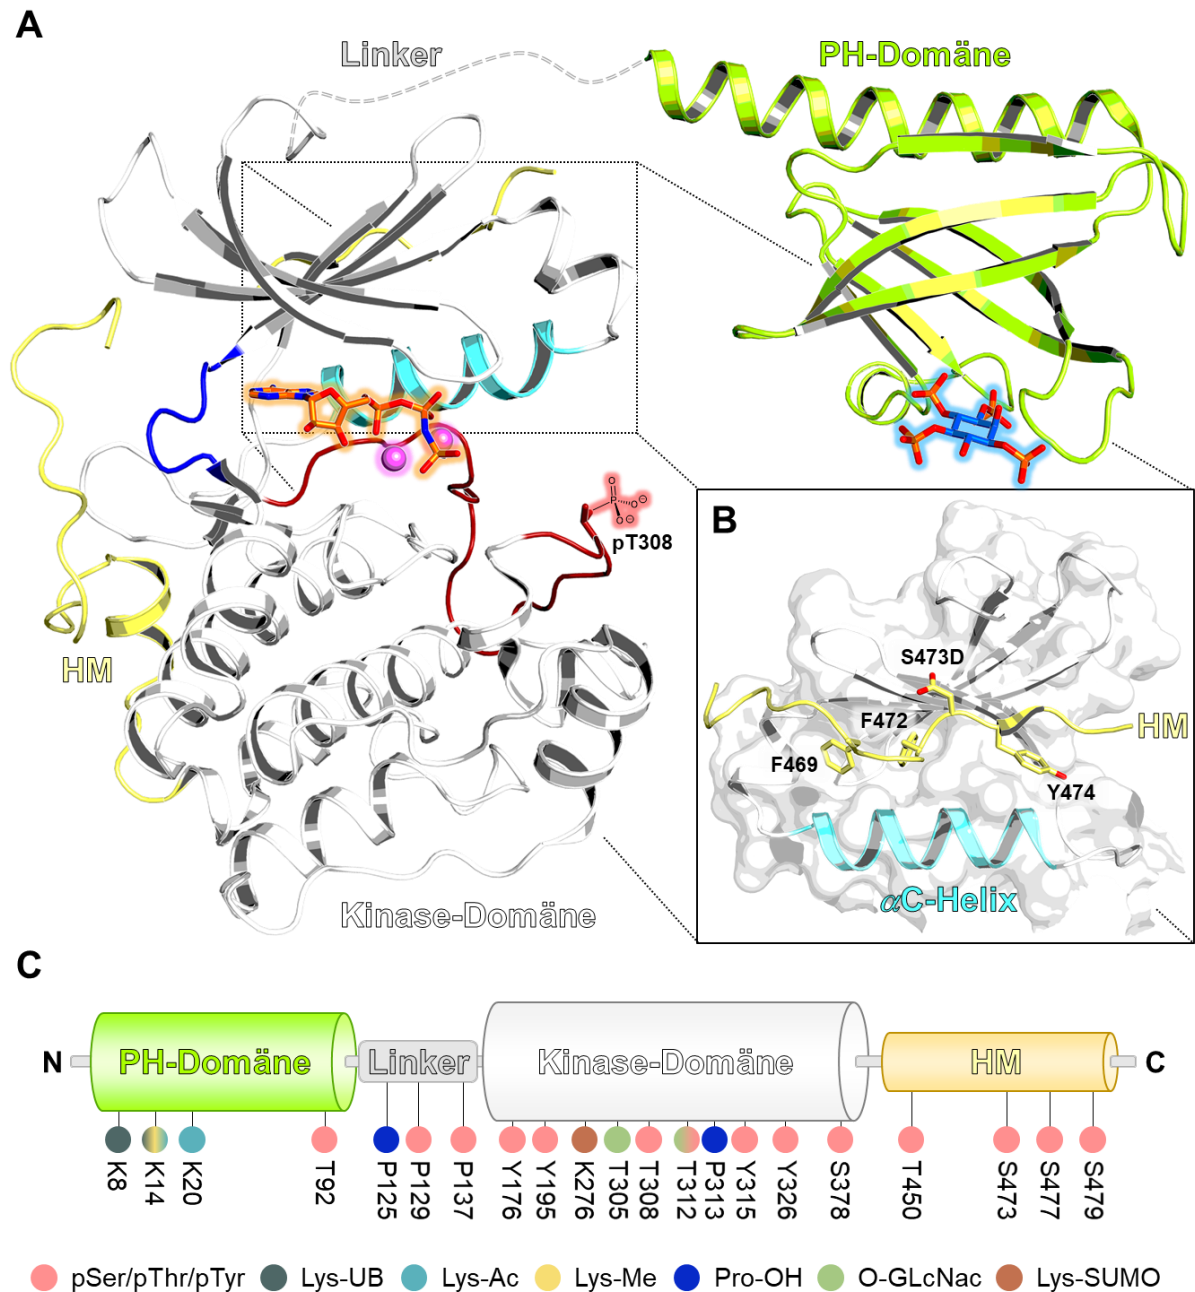 A
Linker
PH-Domäne
O
P
O
O
pT308
HM
Kinase-Domäne
B
S473D
F472
F469
HM
Y474
αC-Helix
C
N
PH-Domäne
Linker
Kinase-Domäne
HM
C
K8
K14
K20
T92
P125
P129
P137
Y176
Y195
K276
T305
T308
T312
P313
Y315
Y326
S378
T450
S473
S477
S479
pSer/pThr/pTyr
Lys-UB
Lys-Ac
Lys-Me
Pro-OH
O-GLcNac
Lys-SUMO